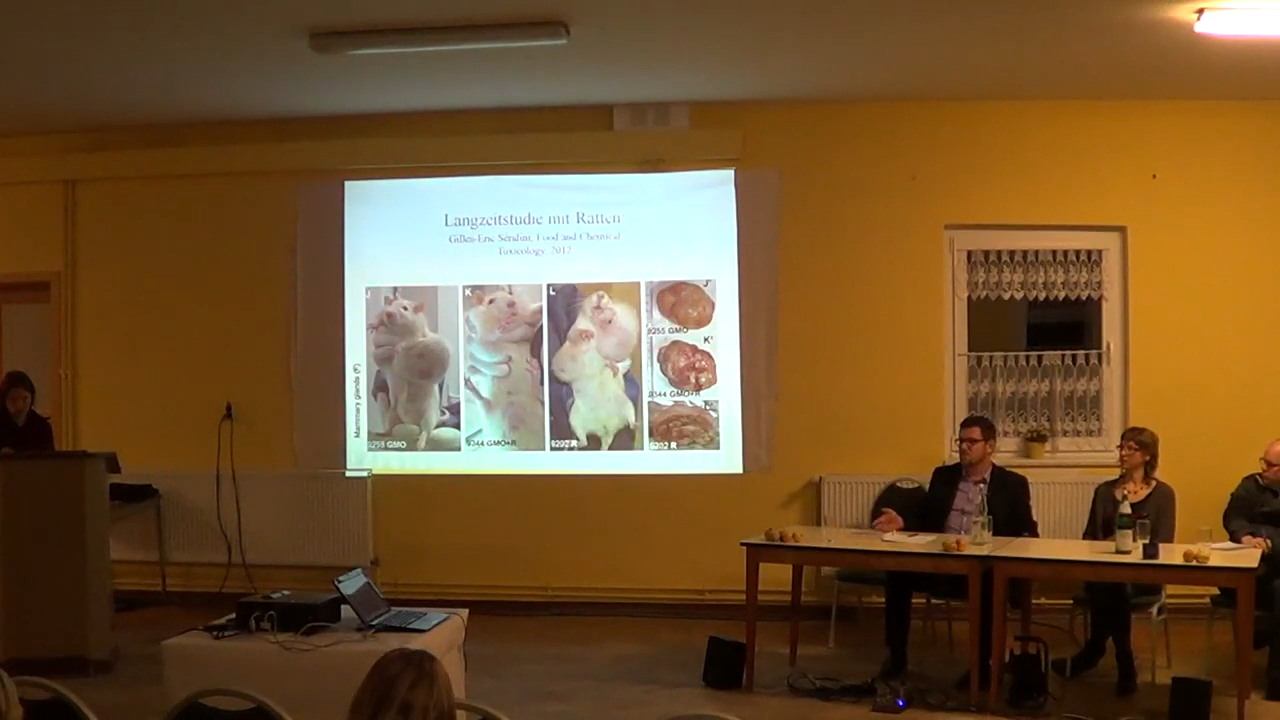 Langzeitstudie mit Ratten
Gilles-Eric Séralini, Food and Chemical
Toxicology, 2012
J
K
L
J'
9255 GMO
K'
9344 GMO+R
L'
5202 R
Mammary glands (F)
9255 GMO
9344 GMO+R
9202 R